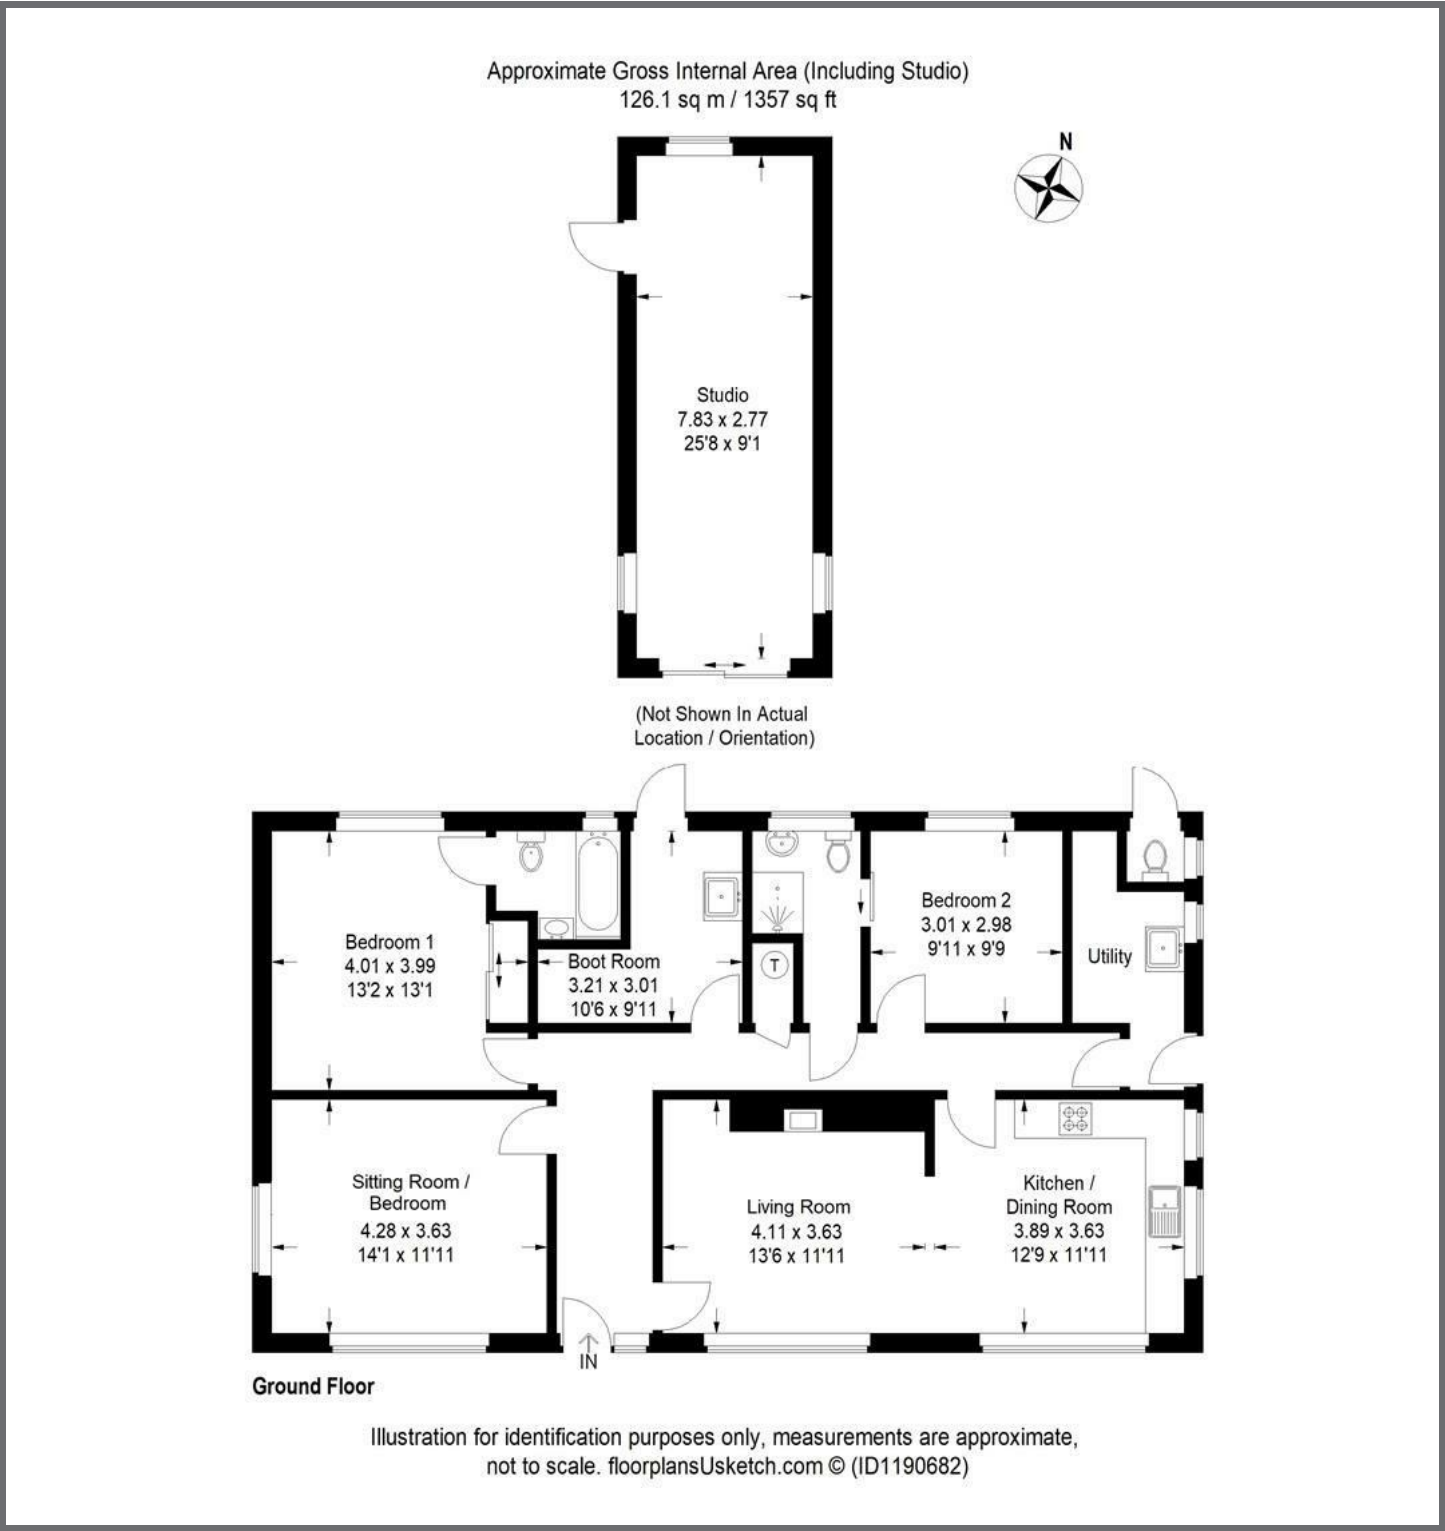 Approximate Gross Internal Area (Including Studio)
126.1 sq m / 1357 sq ft
N
Studio
7.83 x 2.77
25'8 x 9'1
(Not Shown In Actual
Location / Orientation)
Bedroom 1
4.01 x 3.99
13'2 x 13'1
Boot Room
3.21 x 3.01
10'6 x 9'11
T
Bedroom 2
3.01 x 2.98
9'11 x 9'9
Utility
Sitting Room /
Bedroom
4.28 x 3.63
14'1 x 11'11
Living Room
4.11 x 3.63
13'6 x 11'11
Kitchen /
Dining Room
3.89 x 3.63
12'9 x 11'11
IN
Ground Floor
Illustration for identification purposes only, measurements are approximate,
not to scale. floorplansUsketch.com © (ID1190682)